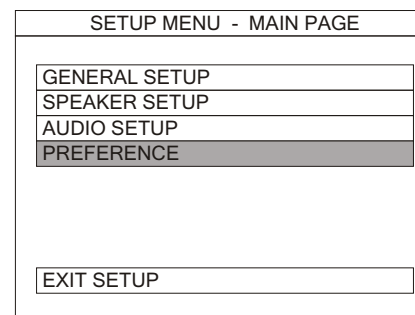 SETUP MENU - MAIN PAGE
GENERAL SETUP
SPEAKER SETUP
AUDIO SETUP
PREFERENCE
EXIT SETUP